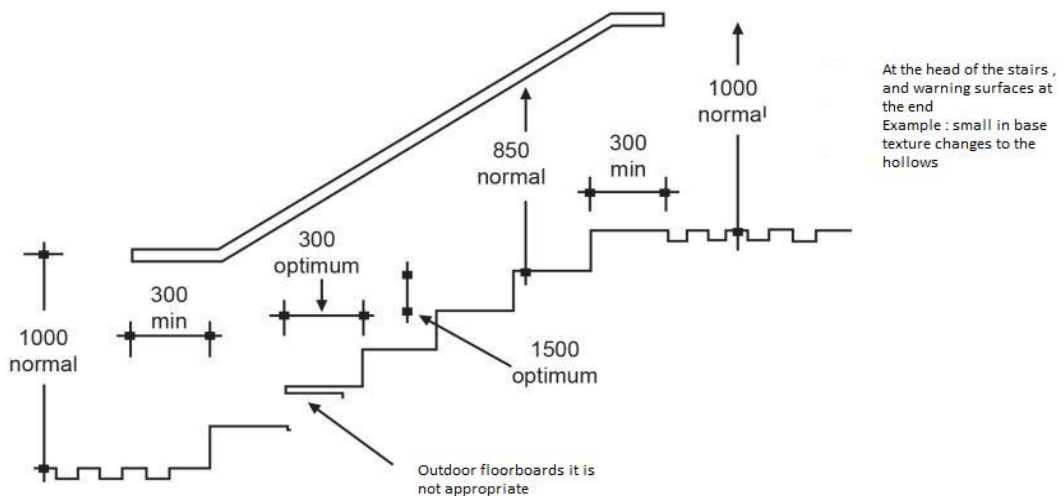 1000
normal
At the head of the stairs ,
and warning surfaces at
the end
Example : small in base
texture changes to the
hollows
850
normal
300
min
300
optimum
300
min
1000
normal
1500
optimum
Outdoor floorboards it is
not appropriate